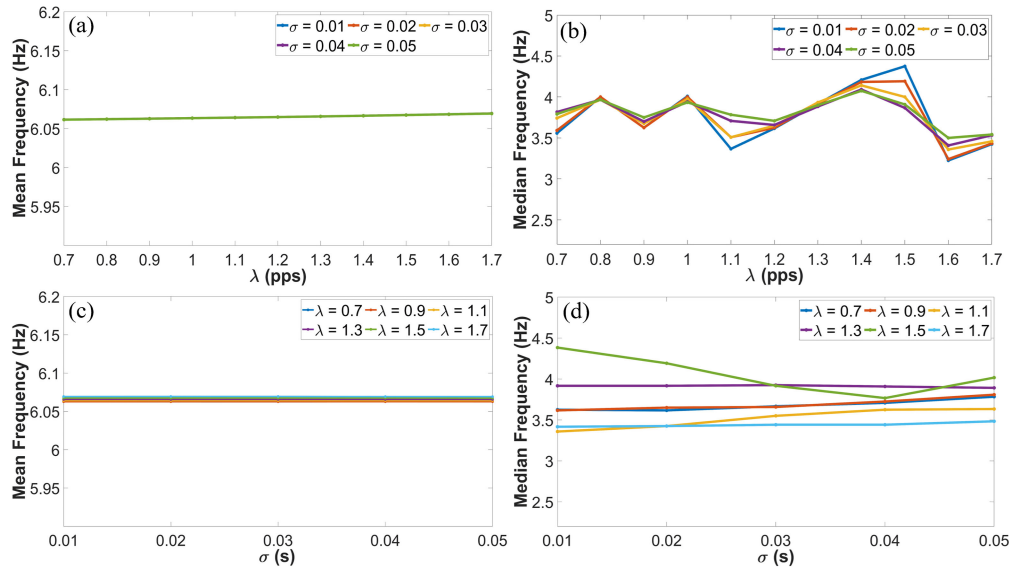 (a)
σ = 0.01 σ = 0.02 σ = 0.03
σ = 0.04 σ = 0.05
6.2
6.15
6.1
6.05
6
5.95
Mean Frequency (Hz)
0.7 0.8 0.9 1 1.1 1.2 1.3 1.4 1.5 1.6 1.7
λ (pps)
(b)
σ = 0.01 σ = 0.02 σ = 0.03
σ = 0.04 σ = 0.05
5
4.5
4
3.5
3
2.5
Median Frequency (Hz)
0.7 0.8 0.9 1 1.1 1.2 1.3 1.4 1.5 1.6 1.7
λ (pps)
(c)
λ = 0.7 λ = 0.9 λ = 1.1
λ = 1.3 λ = 1.5 λ = 1.7
6.2
6.15
6.1
6.05
6
5.95
Mean Frequency (Hz)
0.01 0.02 0.03 0.04 0.05
σ (s)
(d)
λ = 0.7 λ = 0.9 λ = 1.1
λ = 1.3 λ = 1.5 λ = 1.7
5
4.5
4
3.5
3
2.5
Median Frequency (Hz)
0.01 0.02 0.03 0.04 0.05
σ (s)